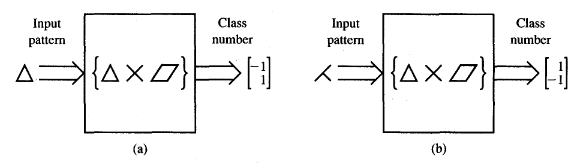 Input
pattern
Class
number
{△ × ▱}
[-1
1]
(a)
Input
pattern
Class
number
{△ × ▱}
[1
-1]
(b)